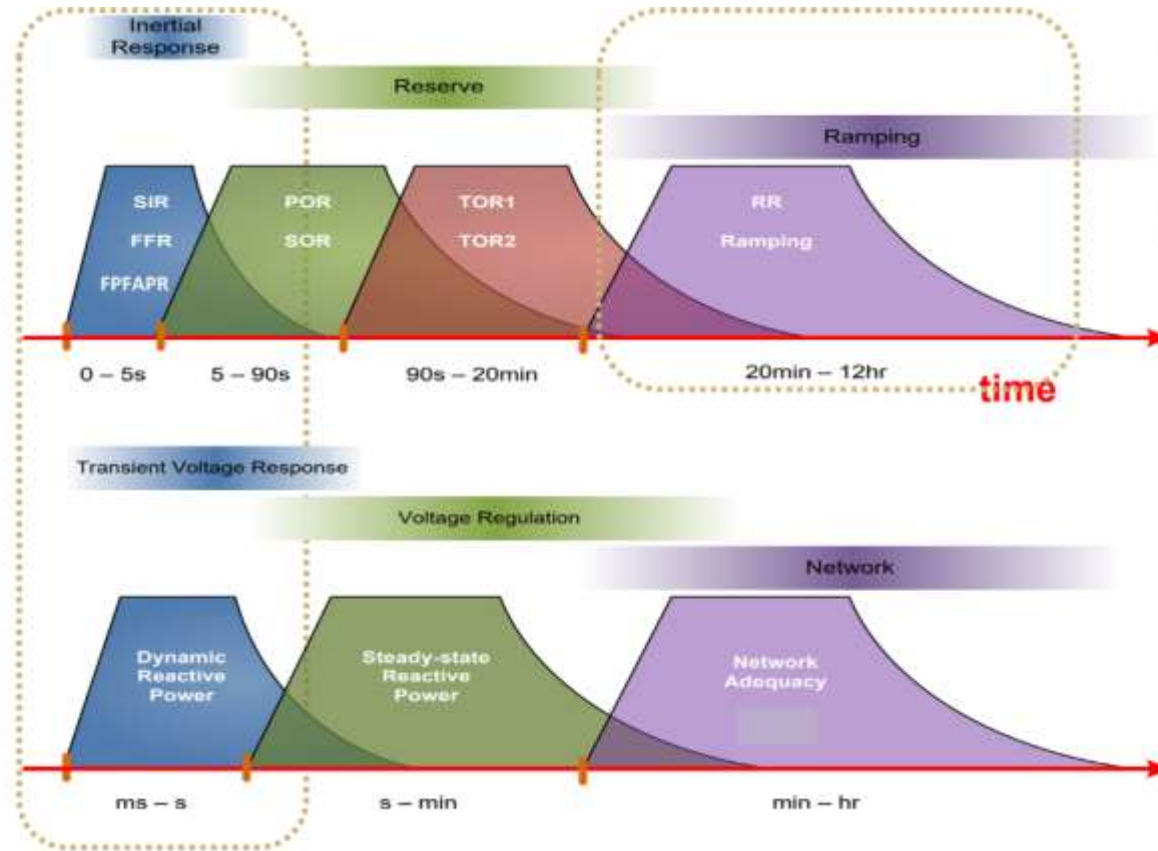 Inertial
Response
Reserve
Ramping
SIR
FFR
FPFAPR
POR
SOR
TOR1
TOR2
RR
Ramping
0 – 5s
5 – 90s
90s – 20min
20min – 12hr
time
Transient Voltage Response
Voltage Regulation
Network
Dynamic
Reactive
Power
Steady-state
Reactive
Power
Network
Adequacy
ms – s
s – min
min – hr